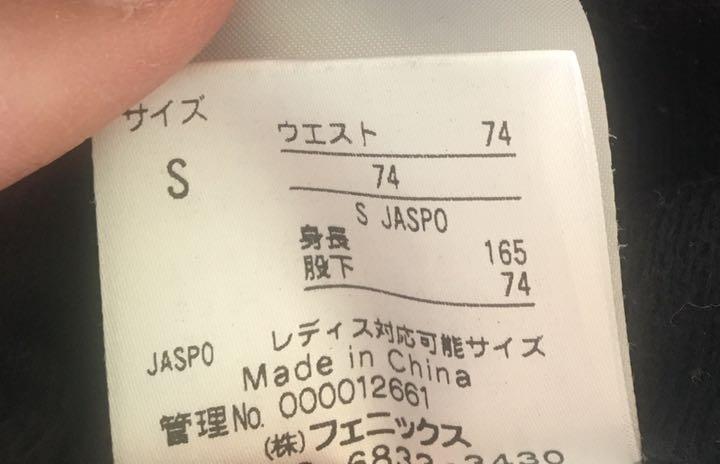 サイズ
S
ウエスト 74
74
S JASPO
身長 165
股下 74
レディス対応可能サイズ
JASPO
Made in China
管理No. 000012661
(株)フェニックス